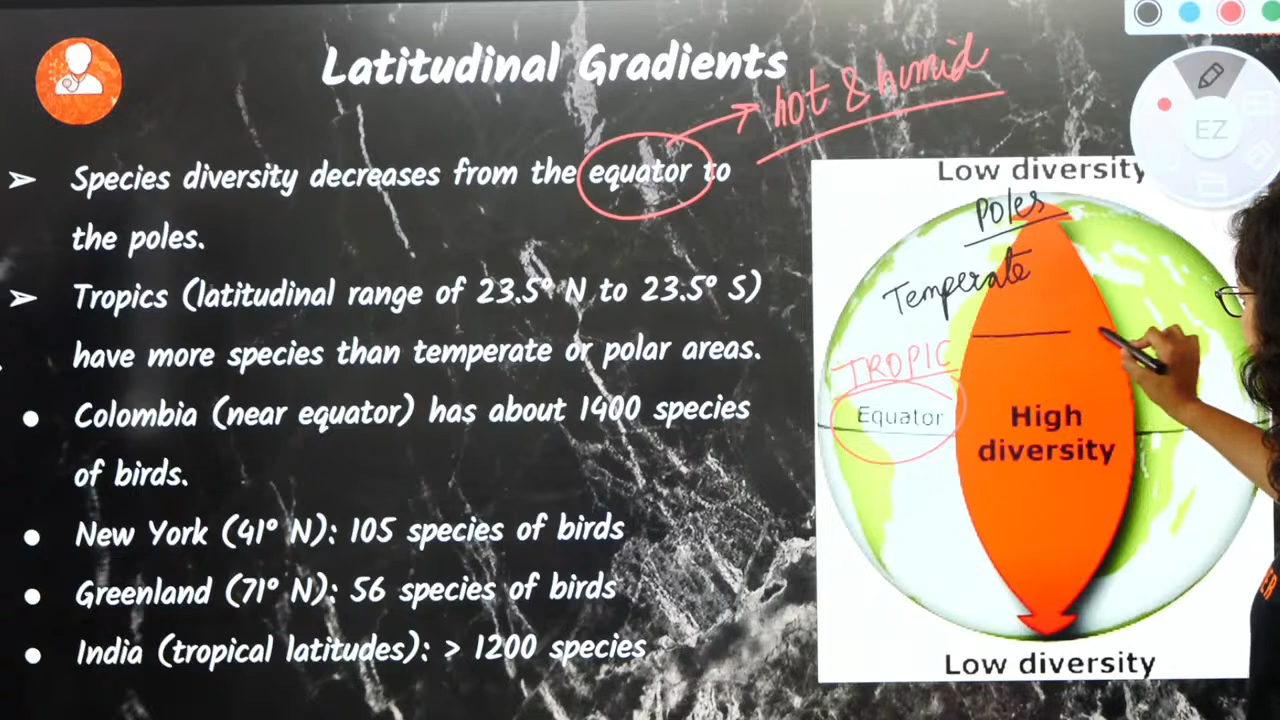 Latitudinal Gradients
hot & humid
EZ
➤ Species diversity decreases from the equator to
the poles.
➤ Tropics (latitudinal range of 23.5° N to 23.5° S)
have more species than temperate or polar areas.
• Colombia (near equator) has about 1400 species
of birds.
• New York (41° N): 105 species of birds
• Greenland (71° N): 56 species of birds
• India (tropical latitudes): > 1200 species
Low diversity
Poles
Temperate
TROPIC
Equator
High
diversity
Low diversity